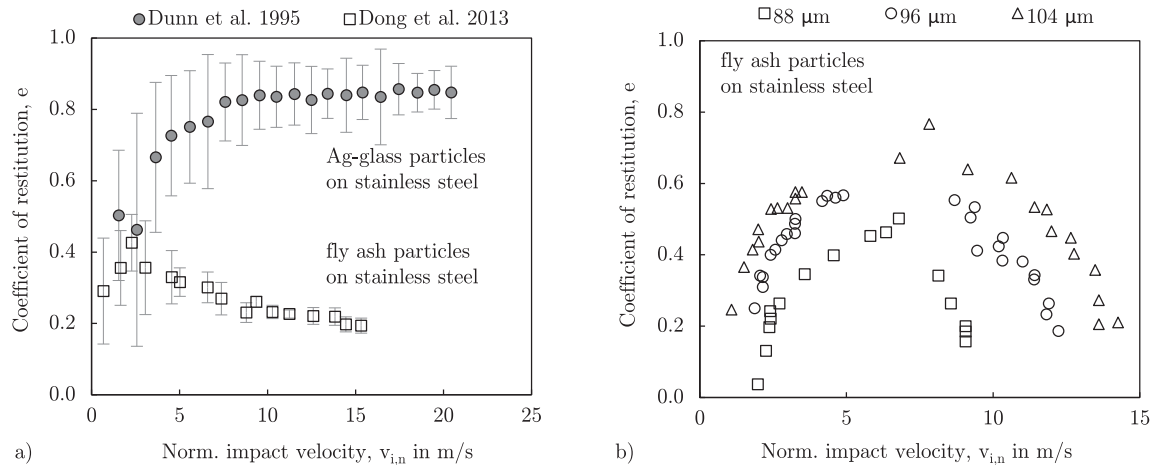 Dunn et al. 1995 Dong et al. 2013
1.0
0.8
0.6
0.4
0.2
0.0
Coefficient of restitution, e
Ag-glass particles
on stainless steel
fly ash particles
on stainless steel
0 5 10 15 20 25
Norm. impact velocity, v_{i,n} in m/s
a)
88 μm 96 μm 104 μm
1.0
0.8
0.6
0.4
0.2
0.0
Coefficient of restitution, e
fly ash particles
on stainless steel
0 5 10 15
Norm. impact velocity, v_{i,n} in m/s
b)